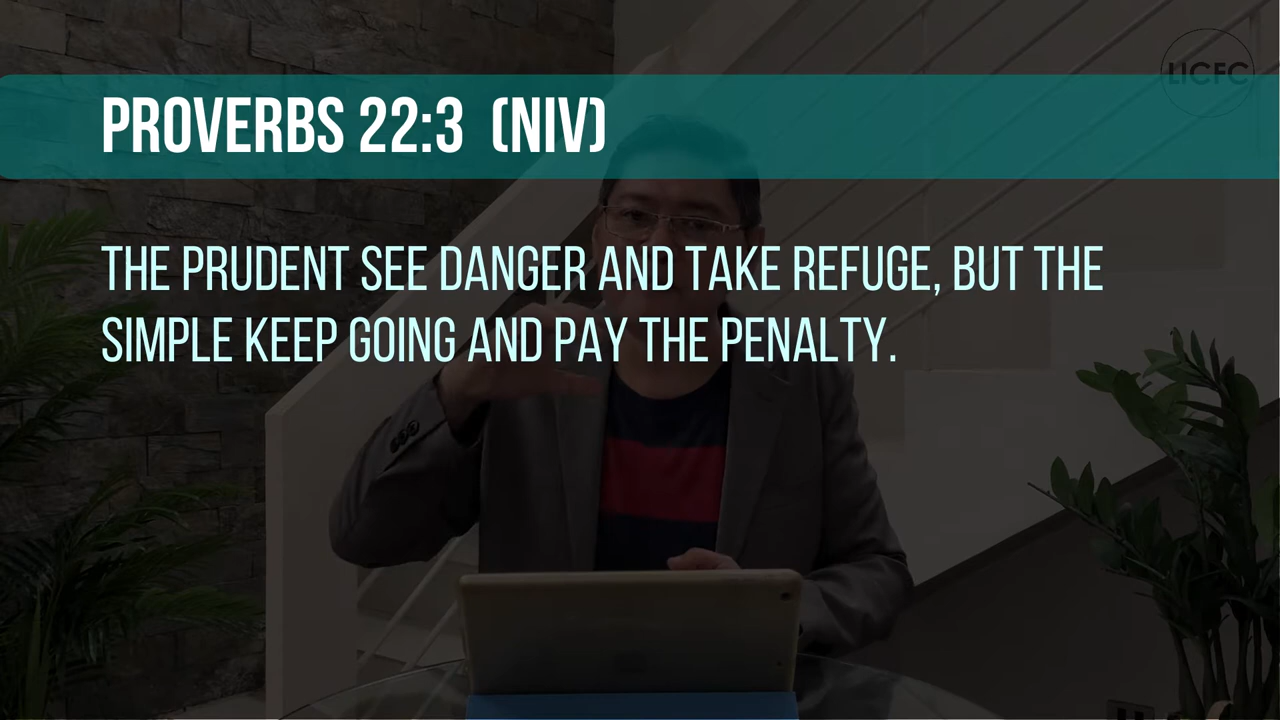 LICFC
PROVERBS 22:3 (NIV)
THE PRUDENT SEE DANGER AND TAKE REFUGE, BUT THE
SIMPLE KEEP GOING AND PAY THE PENALTY.